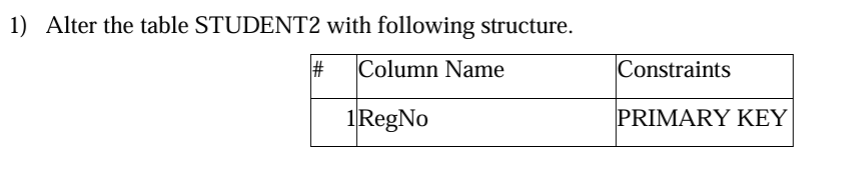 1) Alter the table STUDENT2 with following structure.
# Column Name Constraints
1 RegNo PRIMARY KEY